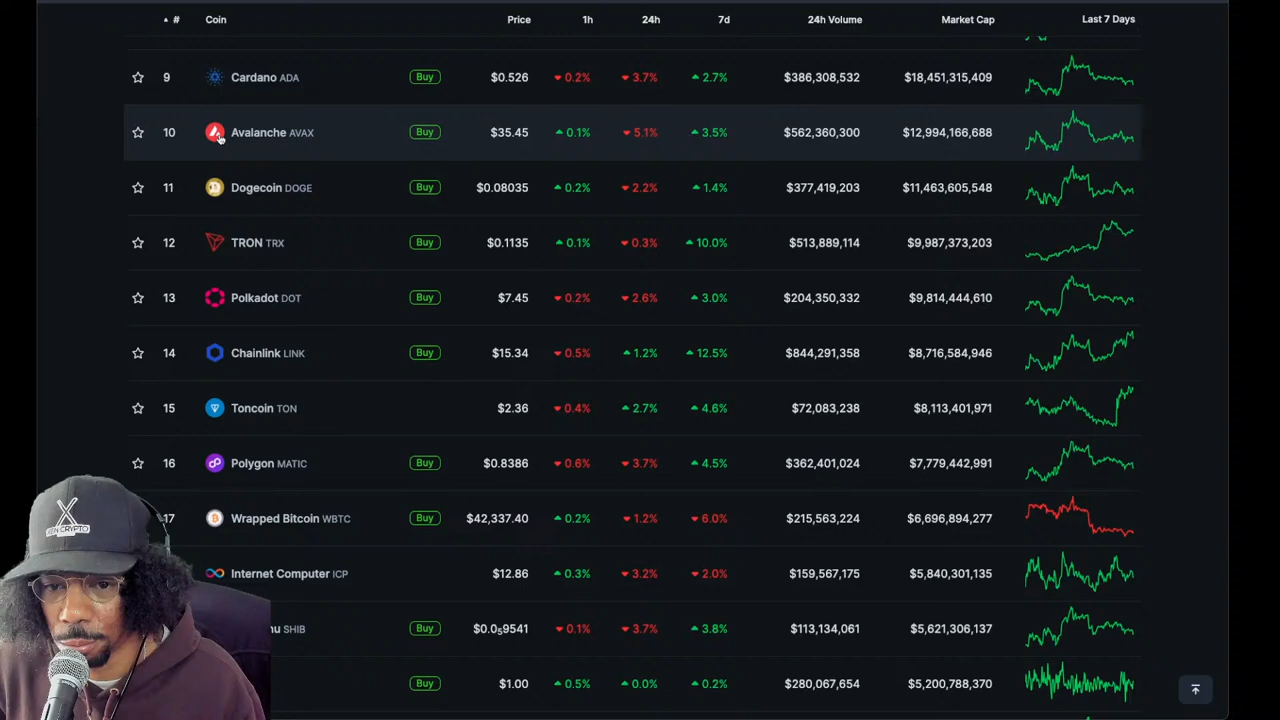 # Coin Price 1h 24h 7d 24h Volume Market Cap Last 7 Days
9 Cardano ADA Buy $0.526 0.2% 3.7% 2.7% $386,308,532 $18,451,315,409
10 Avalanche AVAX Buy $35.45 0.1% 5.1% 3.5% $562,360,300 $12,994,166,688
11 Dogecoin DOGE Buy $0.08035 0.2% 2.2% 1.4% $377,419,203 $11,463,605,548
12 TRON TRX Buy $0.1135 0.1% 0.3% 10.0% $513,889,114 $9,987,373,203
13 Polkadot DOT Buy $7.45 0.2% 2.6% 3.0% $204,350,332 $9,814,444,610
14 Chainlink LINK Buy $15.34 0.5% 1.2% 12.5% $844,291,358 $8,716,584,946
15 Toncoin TON Buy $2.36 0.4% 2.7% 4.6% $72,083,238 $8,113,401,971
16 Polygon MATIC Buy $0.8386 0.6% 3.7% 4.5% $362,401,024 $7,779,442,991
17 Wrapped Bitcoin WBTC Buy $42,337.40 0.2% 1.2% 6.0% $215,563,224 $6,696,894,277
Internet Computer ICP Buy $12.86 0.3% 3.2% 2.0% $159,567,175 $5,840,301,135
SHIB Buy $0.0₅9541 0.1% 3.7% 3.8% $113,134,061 $5,621,306,137
Buy $1.00 0.5% 0.0% 0.2% $280,067,654 $5,200,788,370